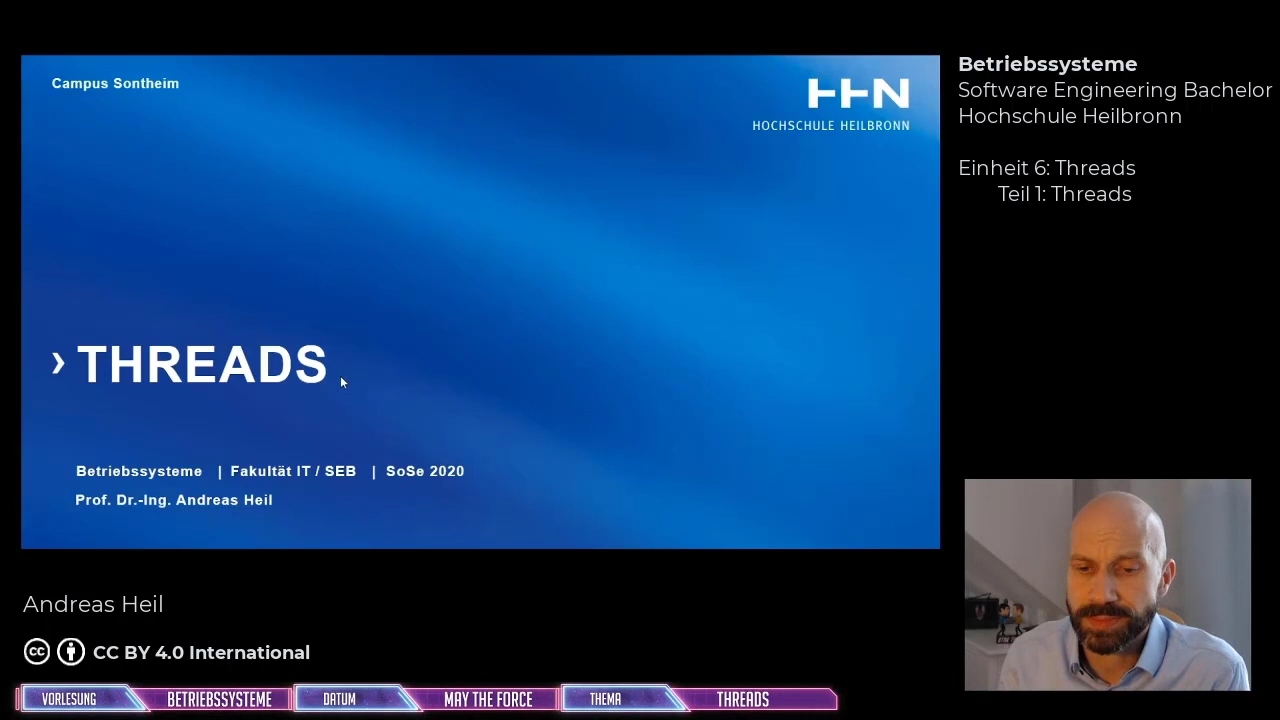 Campus Sontheim
HHN
HOCHSCHULE HEILBRONN
› THREADS
Betriebssysteme | Fakultät IT / SEB | SoSe 2020
Prof. Dr.-Ing. Andreas Heil
Betriebssysteme
Software Engineering Bachelor
Hochschule Heilbronn
Einheit 6: Threads
Teil 1: Threads
Andreas Heil
cc CC BY 4.0 International
VORLESUNG BETRIEBSSYSTEME DATUM MAY THE FORCE THEMA THREADS